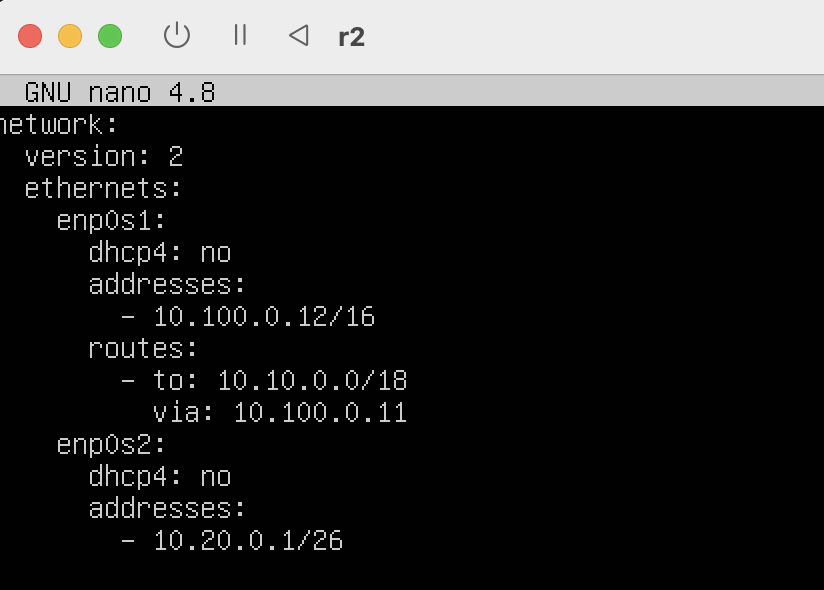 r2
GNU nano 4.8
network:
  version: 2
  ethernets:
    enp0s1:
      dhcp4: no
      addresses:
        - 10.100.0.12/16
      routes:
        - to: 10.10.0.0/18
          via: 10.100.0.11
    enp0s2:
      dhcp4: no
      addresses:
        - 10.20.0.1/26